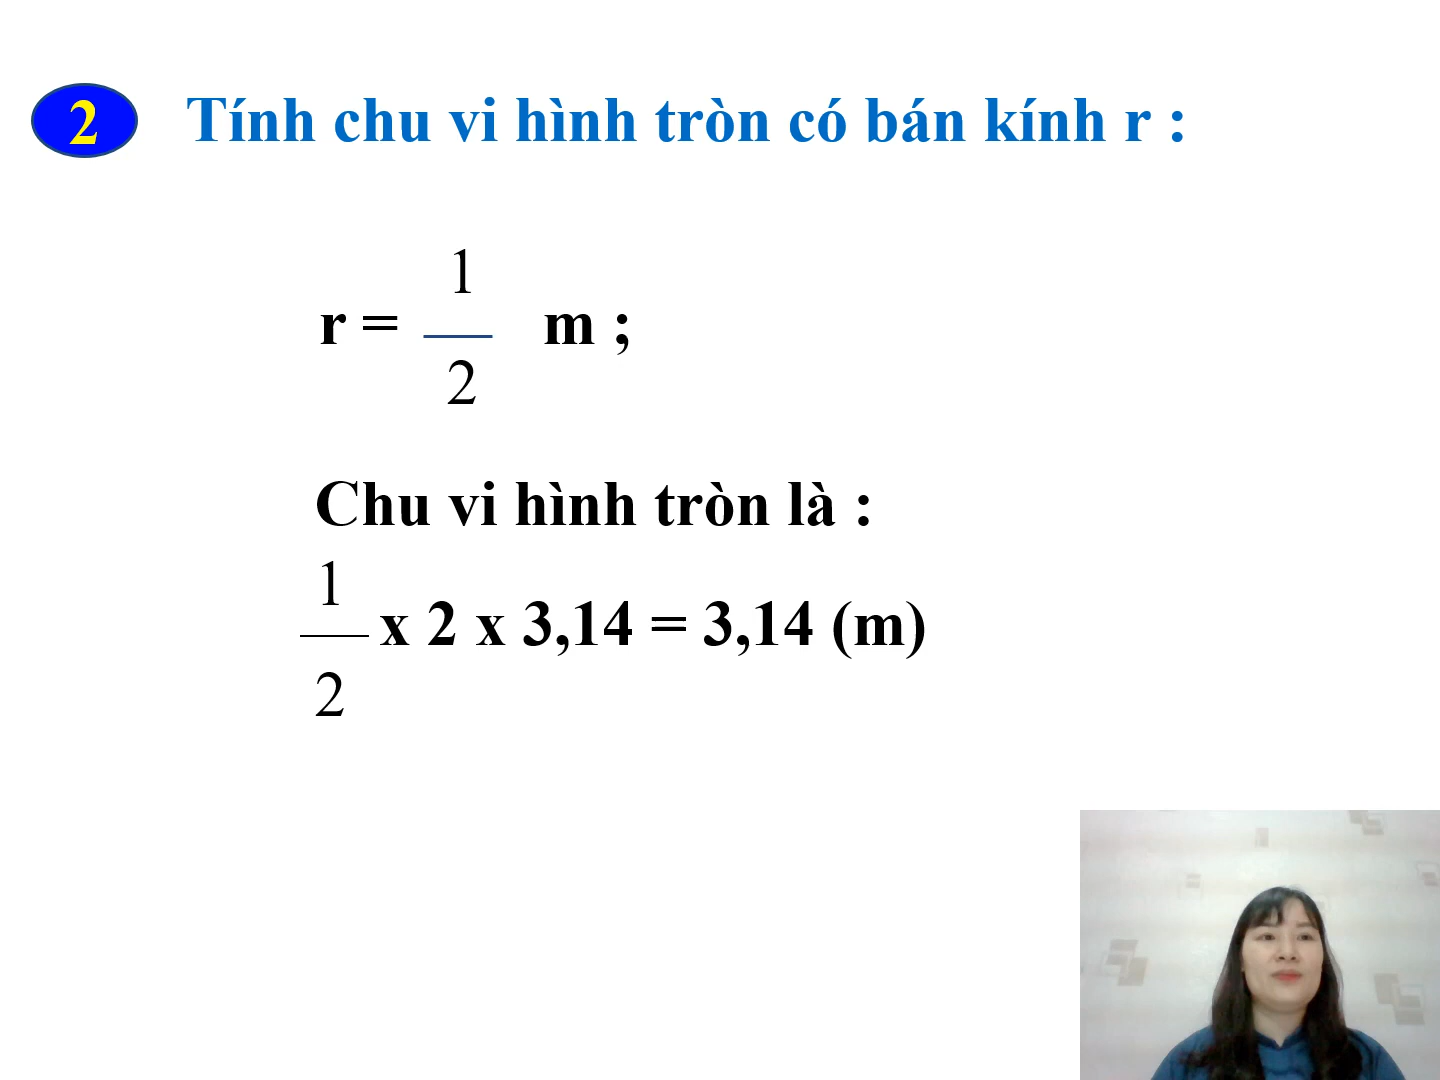 2 Tính chu vi hình tròn có bán kính r :
r = 1/2 m ;
Chu vi hình tròn là :
1/2 x 2 x 3,14 = 3,14 (m)